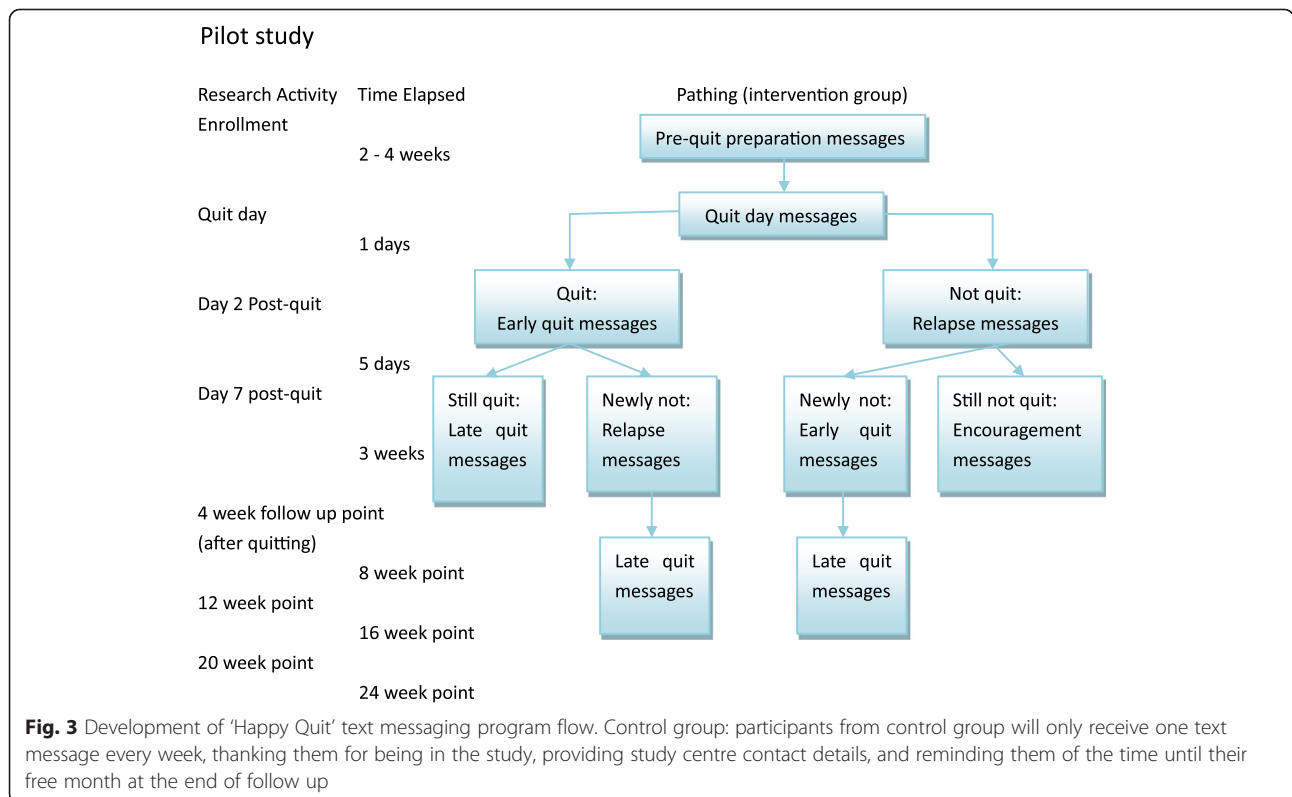 Pilot study
Research Activity
Time Elapsed
Pathing (intervention group)
Enrollment
Pre-quit preparation messages
2 - 4 weeks
Quit day
Quit day messages
1 days
Day 2 Post-quit
Quit:
Early quit messages
Not quit:
Relapse messages
5 days
Day 7 post-quit
Still quit:
Late quit
messages
Newly not:
Relapse
messages
Newly not:
Early quit
messages
Still not quit:
Encouragement
messages
3 weeks
4 week follow up point
(after quitting)
Late quit
messages
Late quit
messages
8 week point
12 week point
16 week point
20 week point
24 week point
Fig. 3 Development of ‘Happy Quit’ text messaging program flow. Control group: participants from control group will only receive one text
message every week, thanking them for being in the study, providing study centre contact details, and reminding them of the time until their
free month at the end of follow up